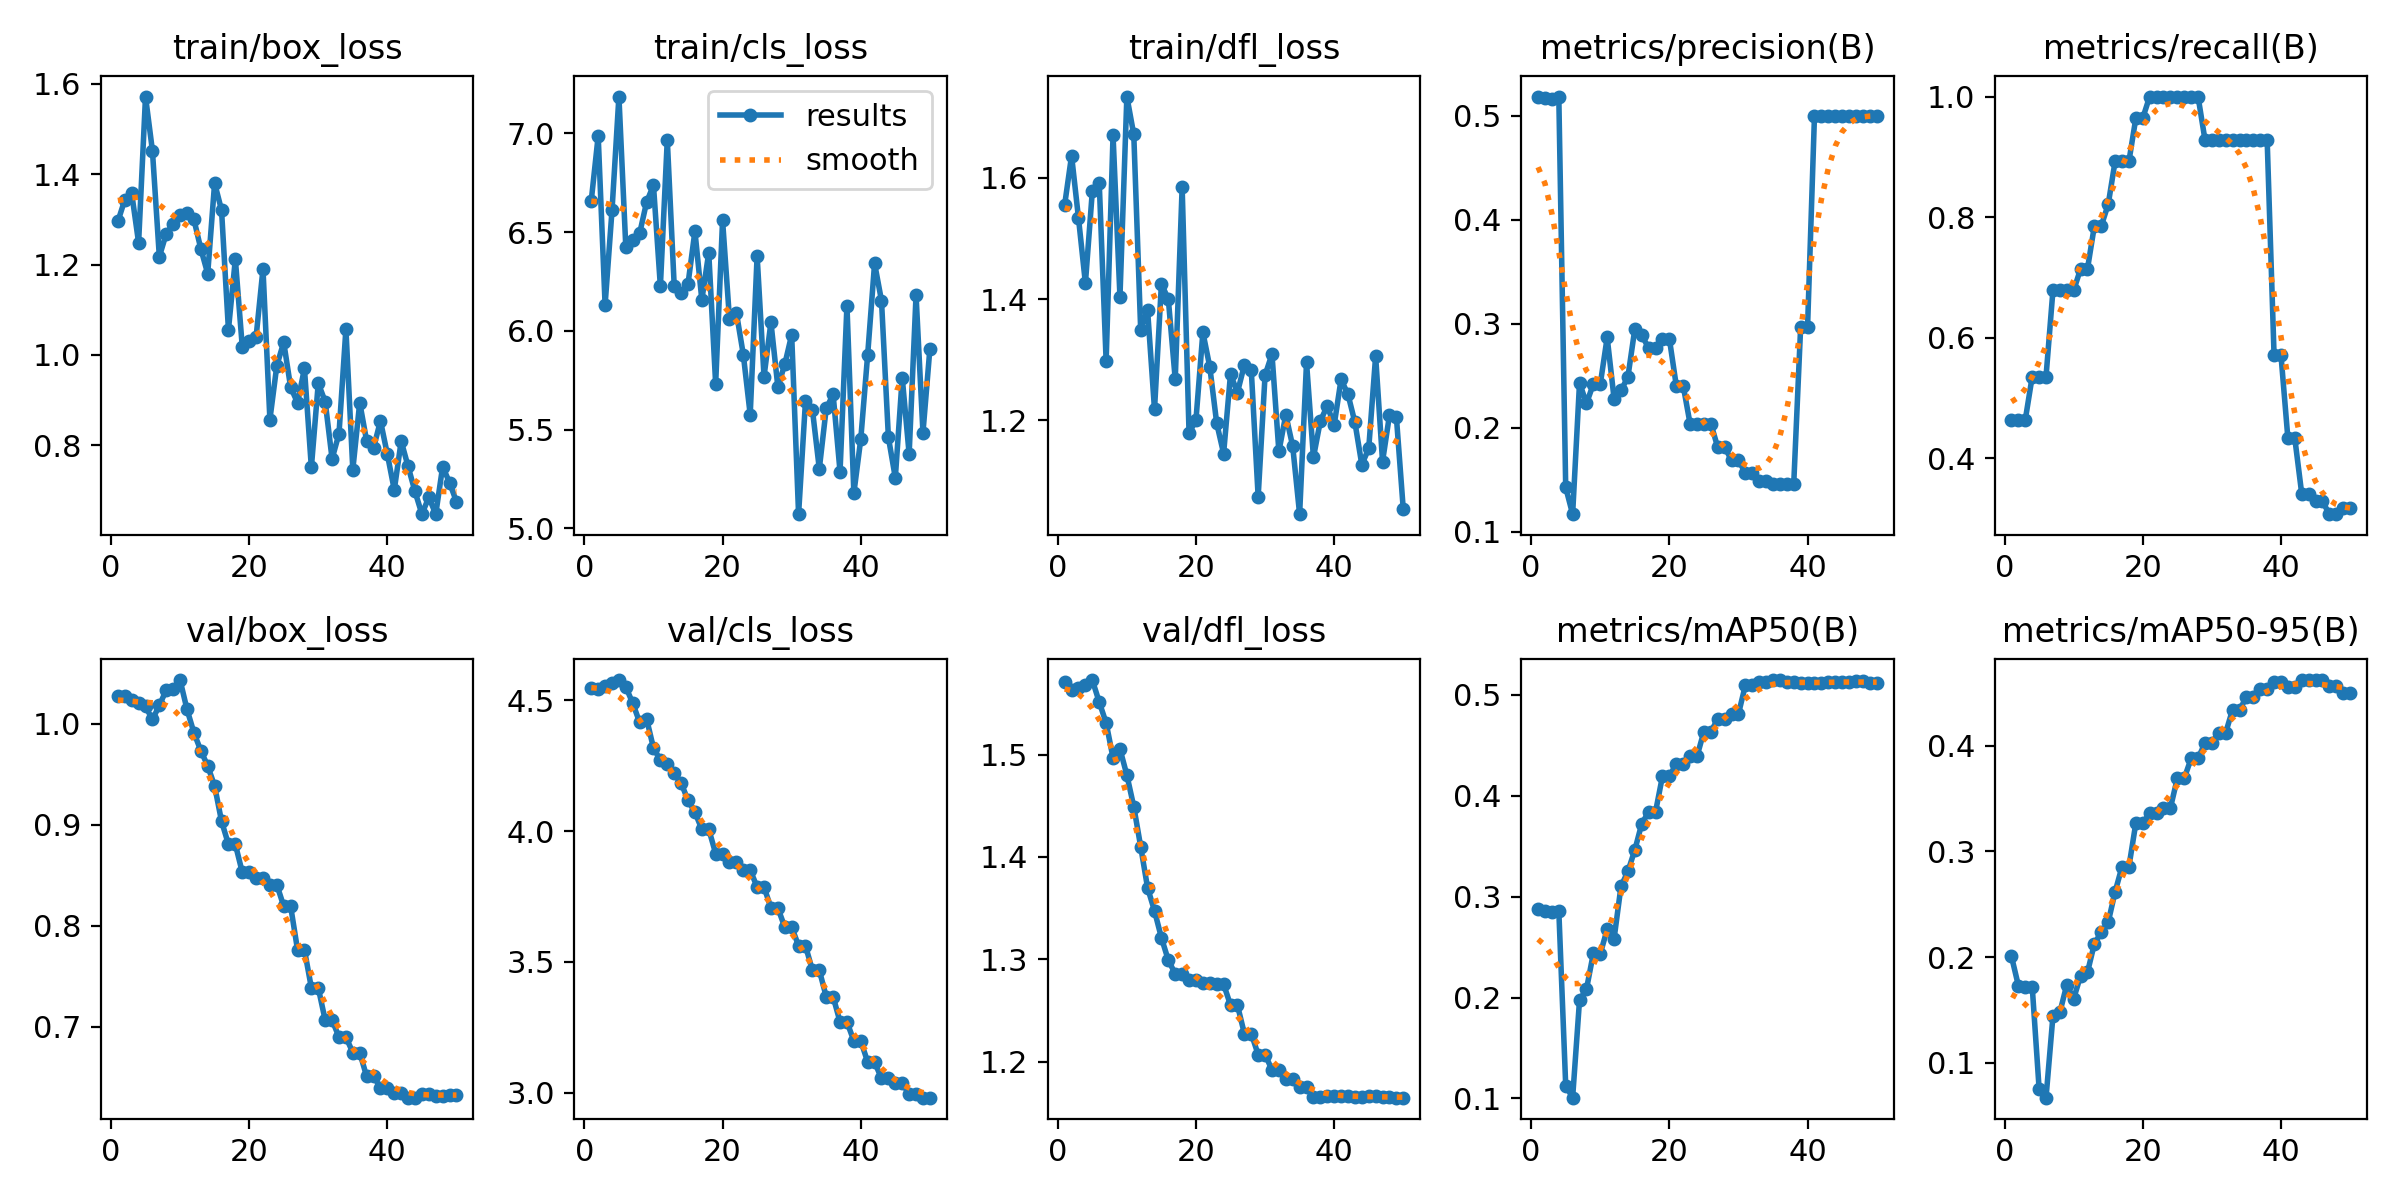 train/box_loss
1.6
1.4
1.2
1.0
0.8
0 20 40
train/cls_loss
results
smooth
7.0
6.5
6.0
5.5
5.0
0 20 40
train/dfl_loss
1.6
1.4
1.2
0 20 40
metrics/precision(B)
0.5
0.4
0.3
0.2
0.1
0 20 40
metrics/recall(B)
1.0
0.8
0.6
0.4
0 20 40
val/box_loss
1.0
0.9
0.8
0.7
0 20 40
val/cls_loss
4.5
4.0
3.5
3.0
0 20 40
val/dfl_loss
1.5
1.4
1.3
1.2
0 20 40
metrics/mAP50(B)
0.5
0.4
0.3
0.2
0.1
0 20 40
metrics/mAP50-95(B)
0.4
0.3
0.2
0.1
0 20 40